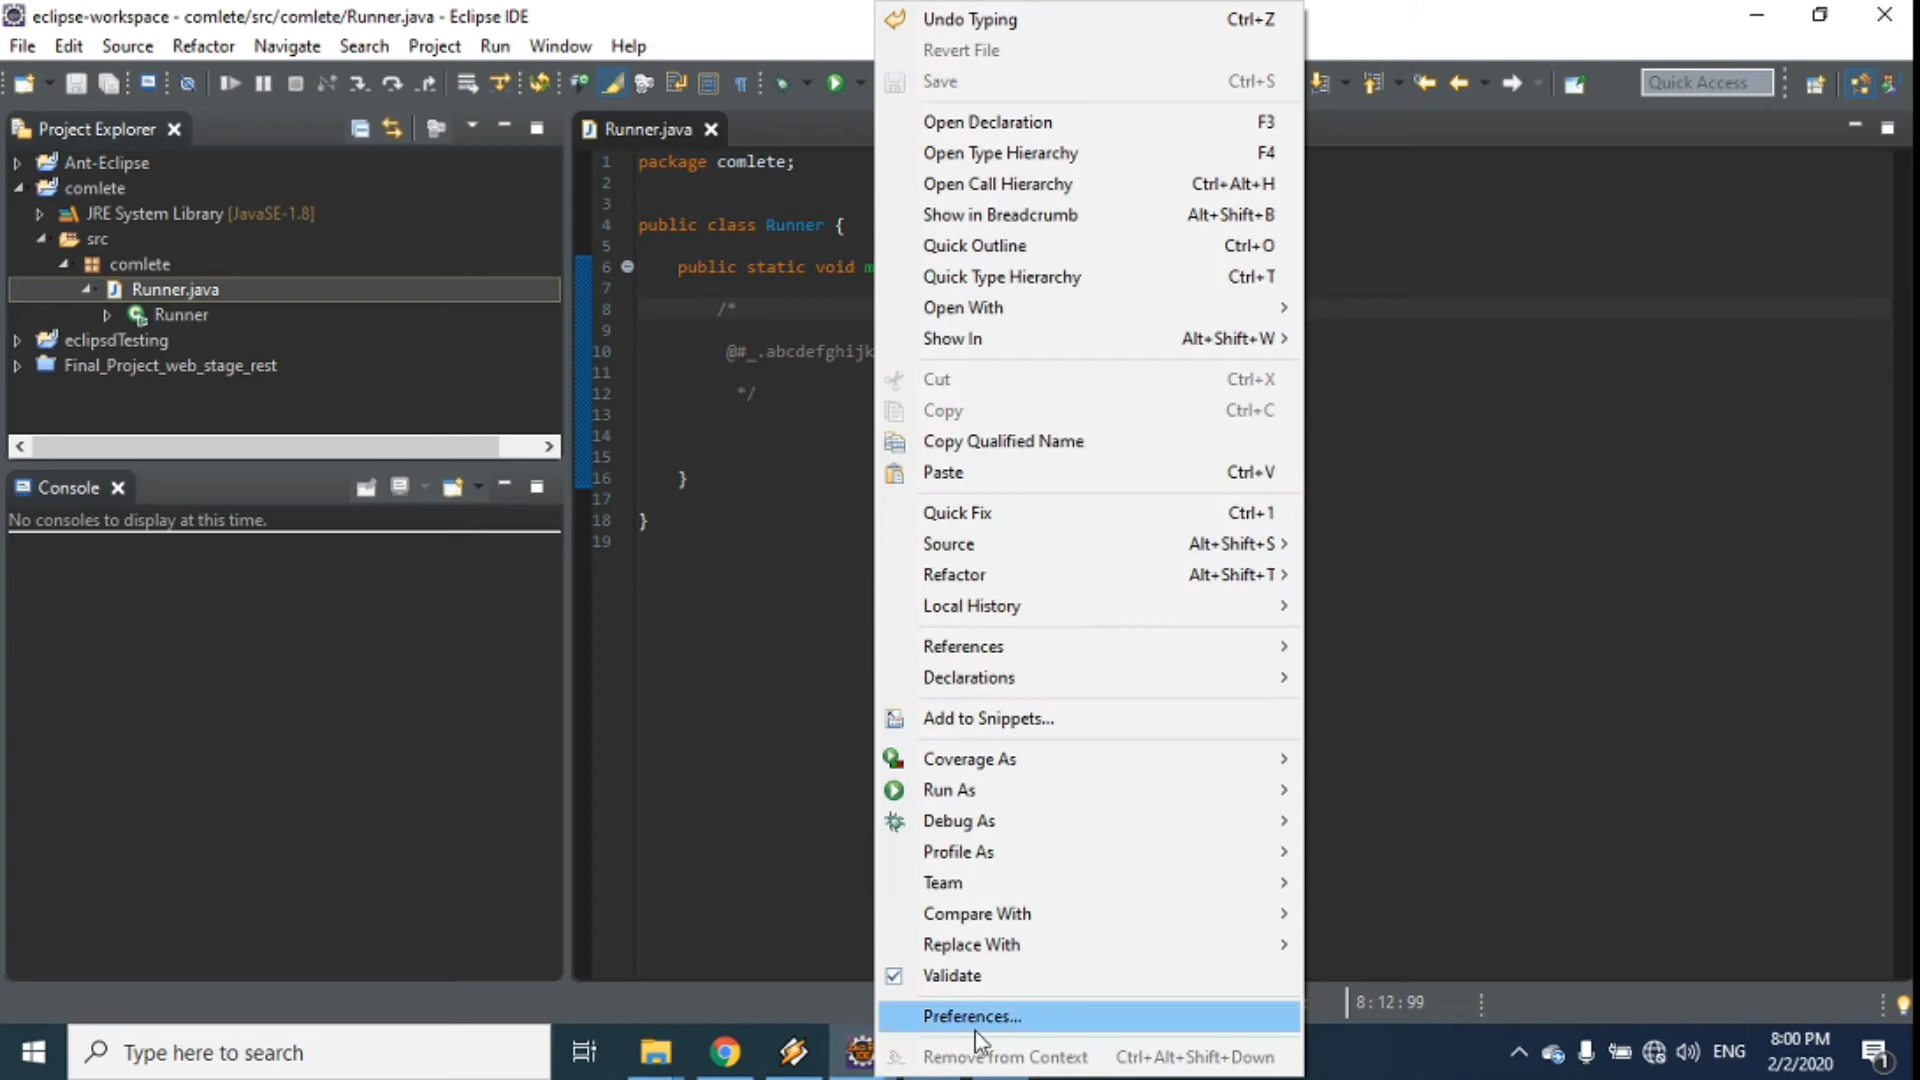 eclipse-workspace - comlete/src/comlete/Runner.java - Eclipse IDE
File Edit Source Refactor Navigate Search Project Run Window Help
Quick Access
Project Explorer
Ant-Eclipse
comlete
JRE System Library [JavaSE-1.8]
src
comlete
Runner.java
Runner
eclipsdTesting
Final_Project_web_stage_rest
Console
No consoles to display at this time.
Runner.java
1 package comlete;
2
3
4 public class Runner {
5
6 public static void m
7
8 /*
9
10 @#_.abcdefghijk
11
12 */
13
14
15
16 }
17
18 }
19
Undo Typing Ctrl+Z
Revert File
Save Ctrl+S
Open Declaration F3
Open Type Hierarchy F4
Open Call Hierarchy Ctrl+Alt+H
Show in Breadcrumb Alt+Shift+B
Quick Outline Ctrl+O
Quick Type Hierarchy Ctrl+T
Open With
Show In Alt+Shift+W
Cut Ctrl+X
Copy Ctrl+C
Copy Qualified Name
Paste Ctrl+V
Quick Fix Ctrl+1
Source Alt+Shift+S
Refactor Alt+Shift+T
Local History
References
Declarations
Add to Snippets...
Coverage As
Run As
Debug As
Profile As
Team
Compare With
Replace With
Validate
Preferences...
Remove from Context Ctrl+Alt+Shift+Down
8 : 12 : 99
Type here to search
ENG
8:00 PM
2/2/2020
1